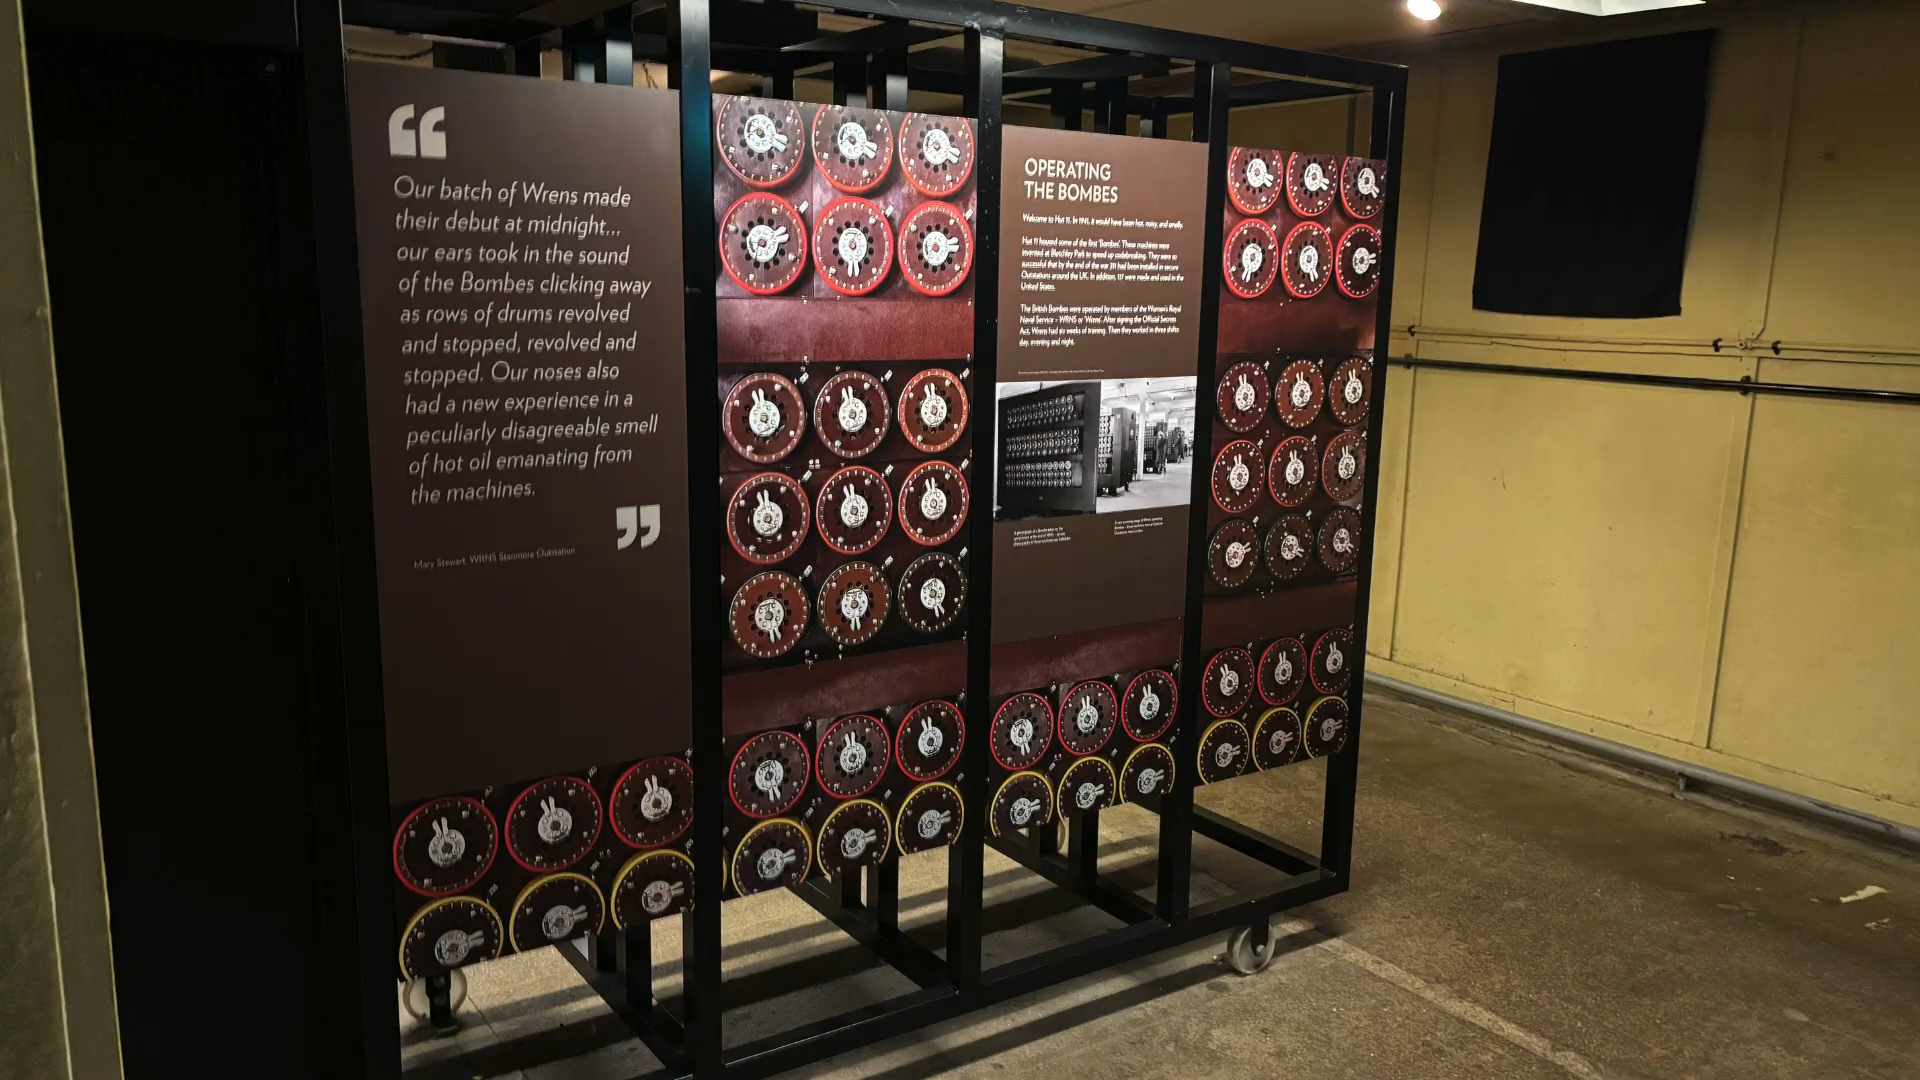 “
Our batch of Wrens made
their debut at midnight...
our ears took in the sound
of the Bombes clicking away
as rows of drums revolved
and stopped, revolved and
stopped. Our noses also
had a new experience in a
peculiarly disagreeable smell
of hot oil emanating from
the machines.
”
Mary Stewart, WRNS Stanmore Outstation
OPERATING
THE BOMBES
Welcome to Hut 11. In 1941, it would have been hot, noisy, and smelly.
Hut 11 housed some of the first 'Bombes'. These machines were
invented at Bletchley Park to speed up codebreaking. They were so
successful that by the end of the war 211 had been installed in secure
Outstations around the UK. In addition, 117 were made and used in the
United States.
The British Bombes were operated by members of the Women's Royal
Naval Service – WRNS or 'Wrens'. After signing the Official Secrets
Act, Wrens had six weeks of training. Then they worked in three shifts:
day, evening and night.